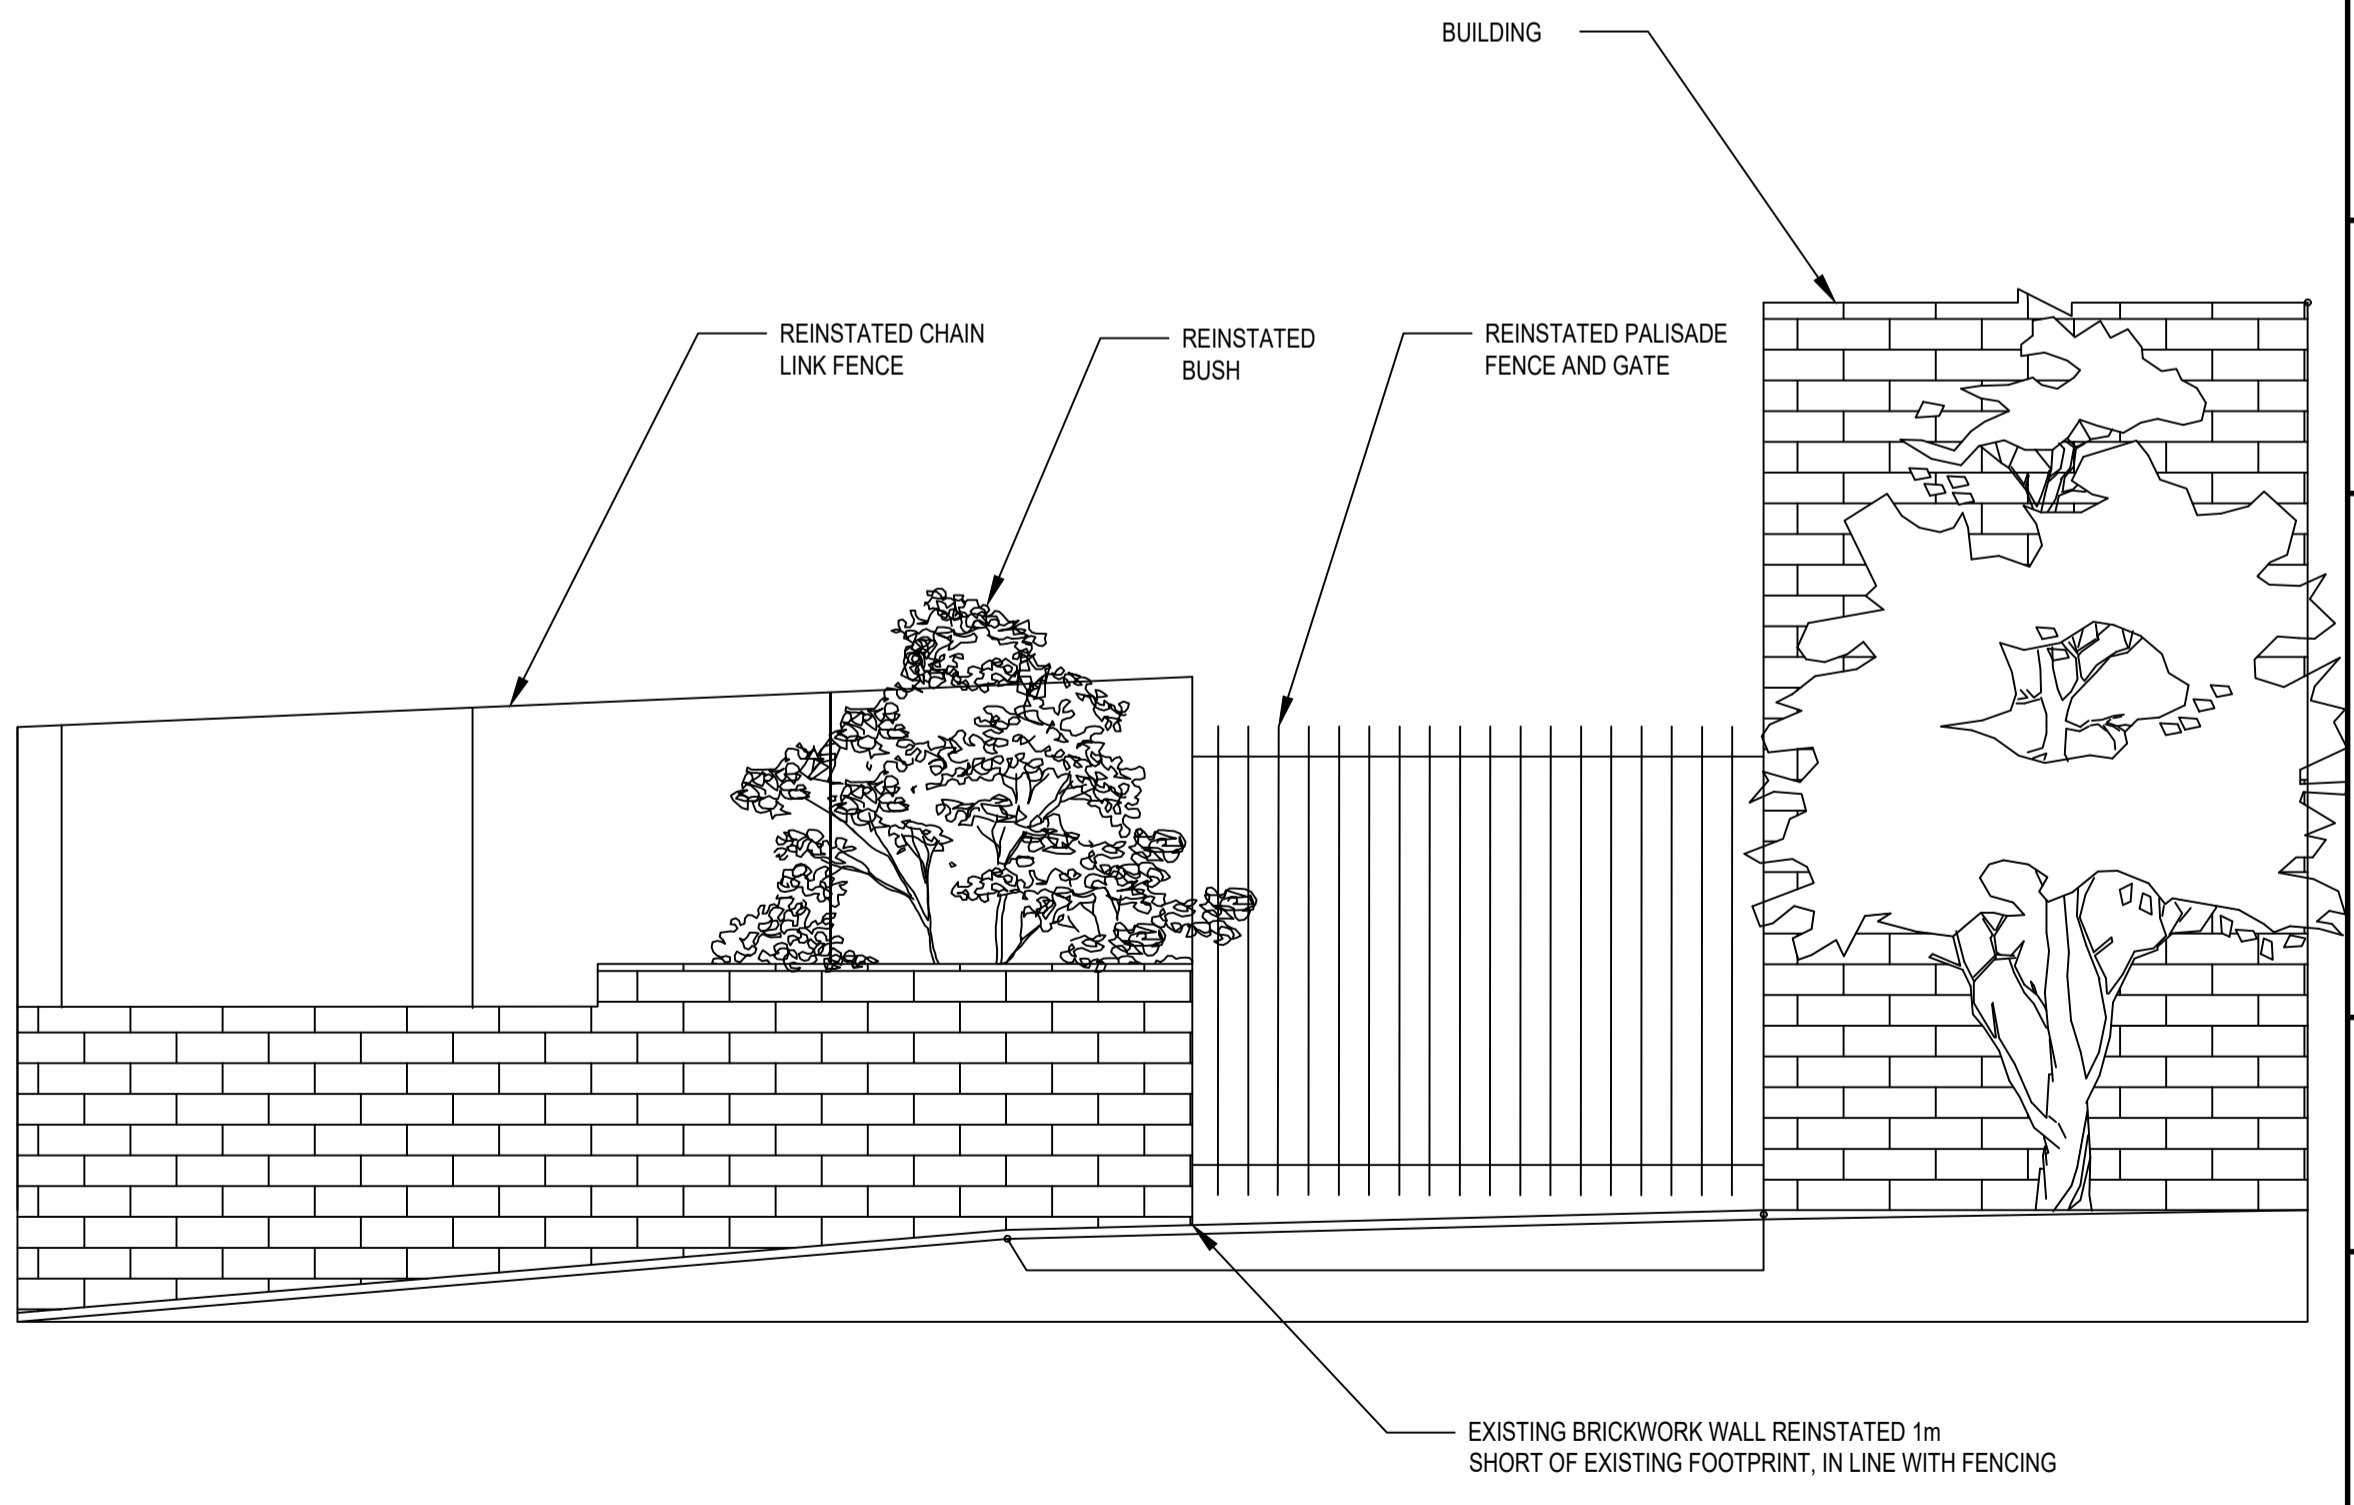 BUILDING
REINSTATED CHAIN
LINK FENCE
REINSTATED
BUSH
REINSTATED PALISADE
FENCE AND GATE
EXISTING BRICKWORK WALL REINSTATED 1m
SHORT OF EXISTING FOOTPRINT, IN LINE WITH FENCING